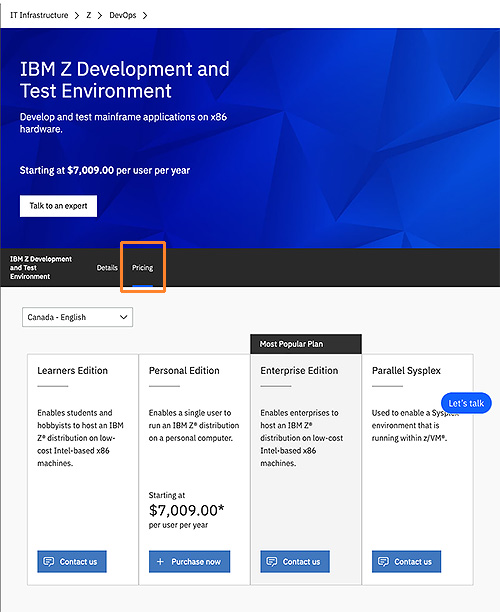 IT Infrastructure > Z > DevOps >
IBM Z Development and
Test Environment
Develop and test mainframe applications on x86
hardware.
Starting at $7,009.00 per user per year
Talk to an expert
IBM Z Development
and Test
Environment
Details
Pricing
Canada - English
Most Popular Plan
Learners Edition
Enables students and
hobbyists to host an IBM
Z® distribution on low-
cost Intel-based x86
machines.
Contact us
Personal Edition
Enables a single user to
run an IBM Z® distribution
on a personal computer.
Starting at
$7,009.00*
per user per year
Purchase now
Enterprise Edition
Enables enterprises to
host an IBM Z®
distribution on low-cost
Intel-based x86
machines.
Contact us
Parallel Sysplex
Let's talk
Used to enable a Sysplex
environment that is
running within z/VM®.
Contact us